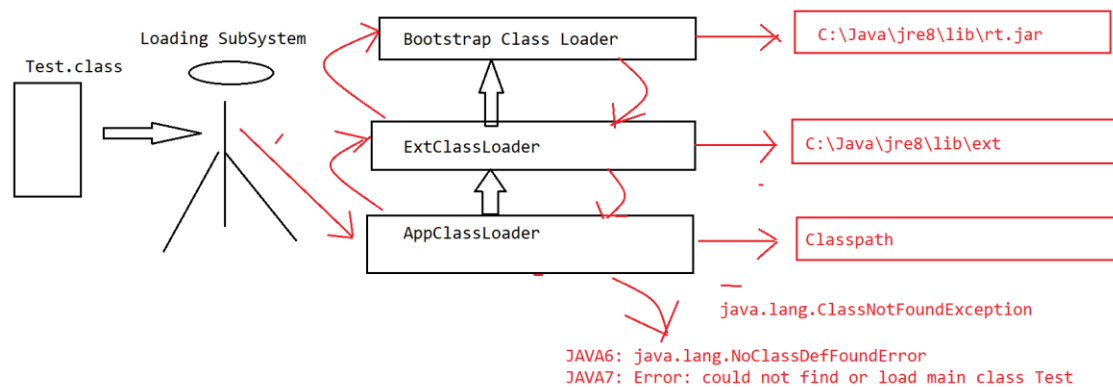 Loading SubSystem
Test.class
Bootstrap Class Loader
C:\Java\jre8\lib\rt.jar
ExtClassLoader
C:\Java\jre8\lib\ext
AppClassLoader
Classpath
java.lang.ClassNotFoundException
JAVA6: java.lang.NoClassDefFoundError
JAVA7: Error: could not find or load main class Test